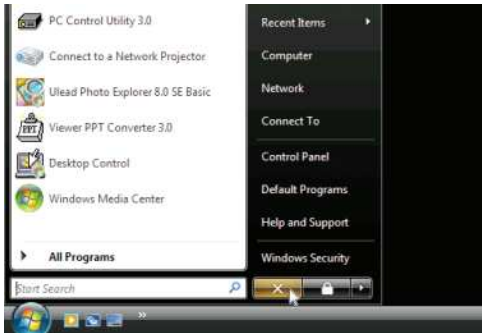 PC Control Utility 3.0
Connect to a Network Projector
Ulead Photo Explorer 8.0 SE Basic
PPT
Viewer PPT Converter 3.0
Desktop Control
Windows Media Center
All Programs
Start Search
Recent Items
Computer
Network
Connect To
Control Panel
Default Programs
Help and Support
Windows Security